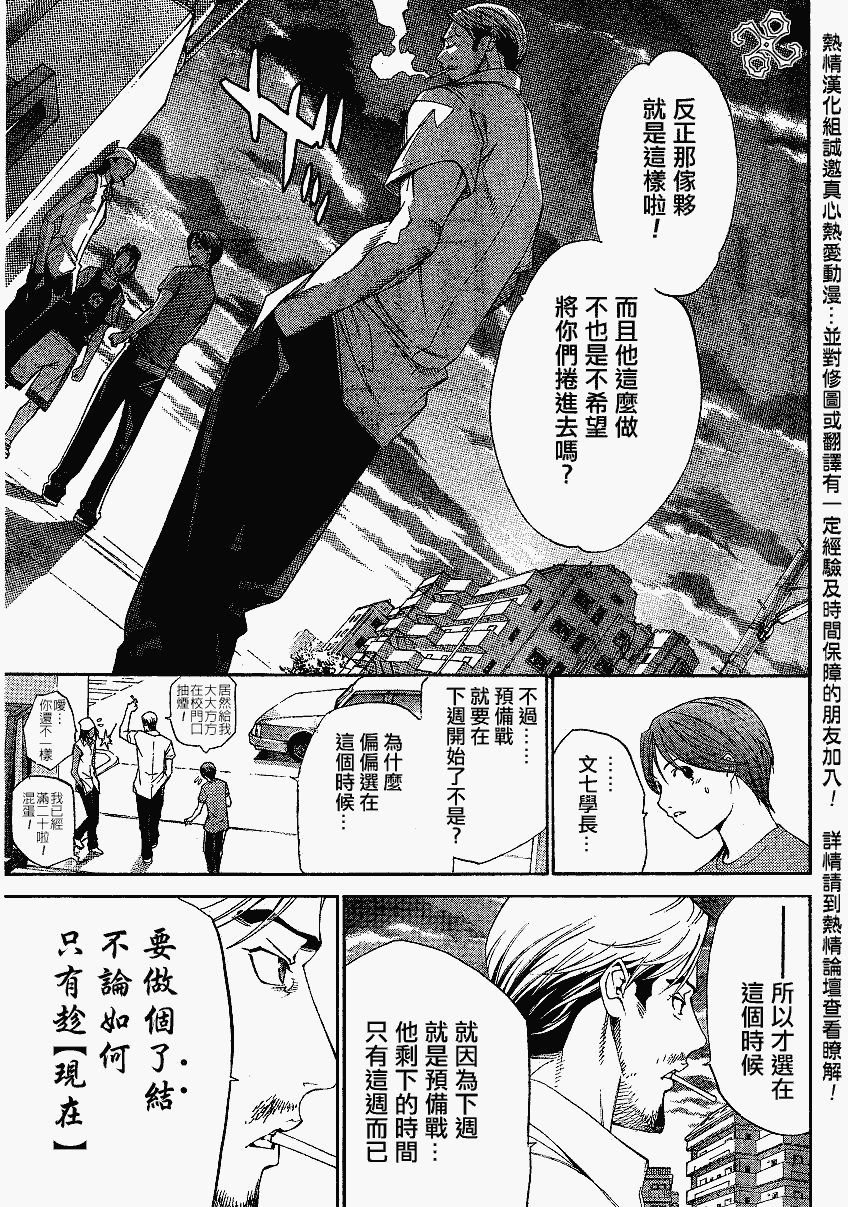 反正那傢夥
就是這樣啦！
而且他這麼做
不也是不希望
將你們捲進去嗎？
……
文七學長…
不過……
預備戰
就要在
下週開始了不是？
為什麼
偏偏選在
這個時候…
居然給我
大大方方
在校門口
抽煙！
噯…
你還不一樣
我已經
滿二十啦！
混蛋！
——所以才選在
這個時候
就因為下週
就是預備戰…
他剩下的時間
只有這週而已
要做個了結
不論如何
只有趁【現在】
熱情漢化組誠邀真心熱愛動漫…並對修圖或翻譯有一定經驗及時間保障的朋友加入！ 詳情請到熱情論壇查看瞭解！